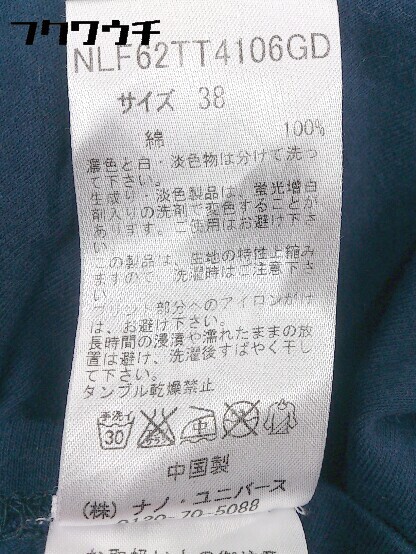 フクワウチ
NLF62TT4106GD
サイズ 38
綿 100%
濃色と白・淡色物は分けて洗っ
て下さい。
生成り・淡色製品は、蛍光増白
剤入りの洗剤で変色することが
あります。ご使用はお避け下さ
い。
この製品は、生地の特性上縮み
ますので、洗濯時はご注意下さ
い
プリント部分へのアイロンがけ
は、お避け下さい。
長時間の浸漬や濡れたままの放
置は避け、洗濯後すばやく干し
て下さい。
タンブル乾燥禁止
手洗イ
30
中国製
(株) ナノ・ユニバース
0120-70-5088